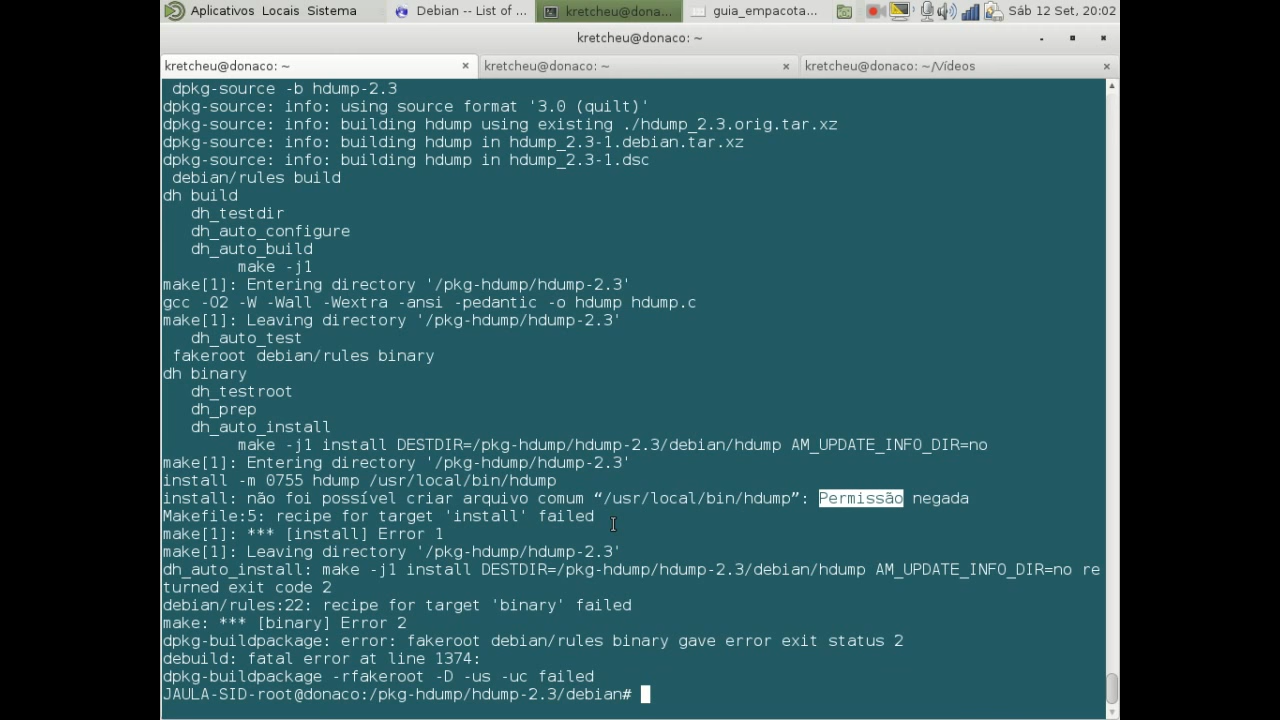 Aplicativos Locais Sistema
Debian -- List of ...
kretcheu@dona...
guia_empacota...
Sáb 12 Set, 20:02
kretcheu@donaco: ~
kretcheu@donaco: ~
kretcheu@donaco: ~
kretcheu@donaco: ~/Vídeos
dpkg-source -b hdump-2.3
dpkg-source: info: using source format '3.0 (quilt)'
dpkg-source: info: building hdump using existing ./hdump_2.3.orig.tar.xz
dpkg-source: info: building hdump in hdump_2.3-1.debian.tar.xz
dpkg-source: info: building hdump in hdump_2.3-1.dsc
debian/rules build
dh build
dh_testdir
dh_auto_configure
dh_auto_build
make -j1
make[1]: Entering directory '/pkg-hdump/hdump-2.3'
gcc -O2 -W -Wall -Wextra -ansi -pedantic -o hdump hdump.c
make[1]: Leaving directory '/pkg-hdump/hdump-2.3'
dh_auto_test
fakeroot debian/rules binary
dh binary
dh_testroot
dh_prep
dh_auto_install
make -j1 install DESTDIR=/pkg-hdump/hdump-2.3/debian/hdump AM_UPDATE_INFO_DIR=no
make[1]: Entering directory '/pkg-hdump/hdump-2.3'
install -m 0755 hdump /usr/local/bin/hdump
install: não foi possível criar arquivo comum “/usr/local/bin/hdump”: Permissão negada
Makefile:5: recipe for target 'install' failed
make[1]: *** [install] Error 1
make[1]: Leaving directory '/pkg-hdump/hdump-2.3'
dh_auto_install: make -j1 install DESTDIR=/pkg-hdump/hdump-2.3/debian/hdump AM_UPDATE_INFO_DIR=no re
turned exit code 2
debian/rules:22: recipe for target 'binary' failed
make: *** [binary] Error 2
dpkg-buildpackage: error: fakeroot debian/rules binary gave error exit status 2
debuild: fatal error at line 1374:
dpkg-buildpackage -rfakeroot -D -us -uc failed
JAULA-SID-root@donaco:/pkg-hdump/hdump-2.3/debian#